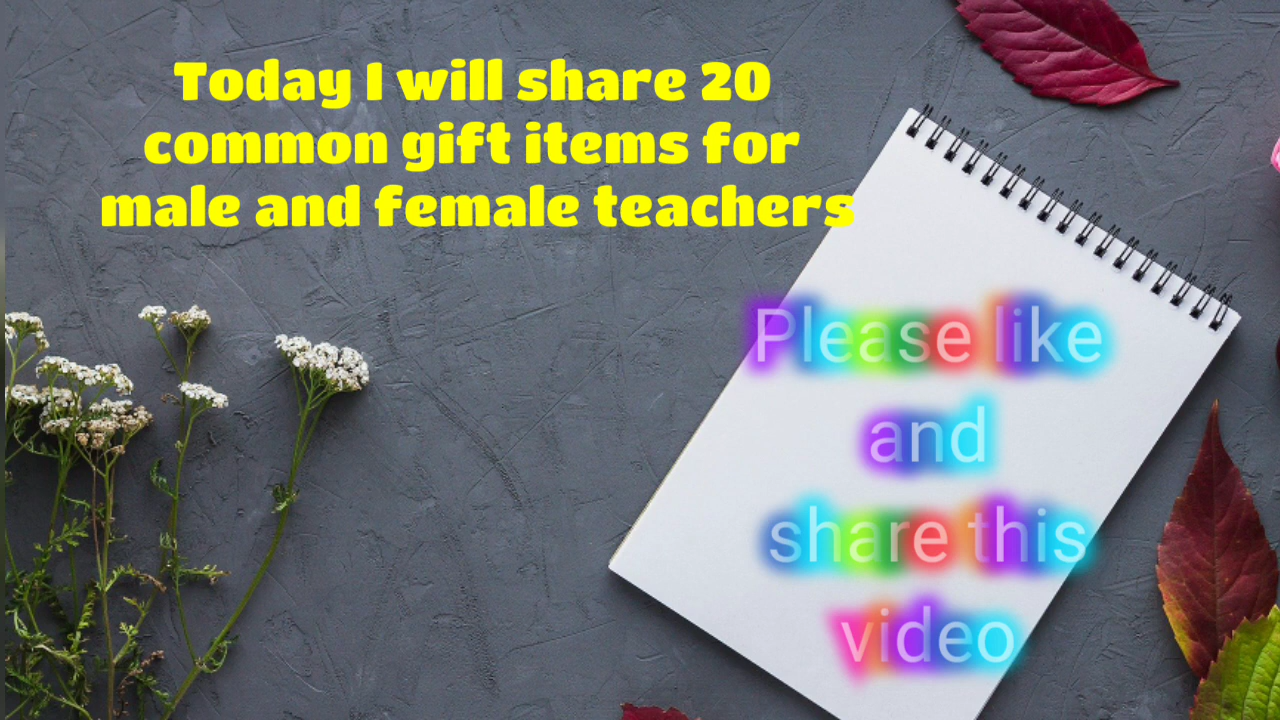 Today I will share 20
common gift items for
male and female teachers
Please like
and
share this
video